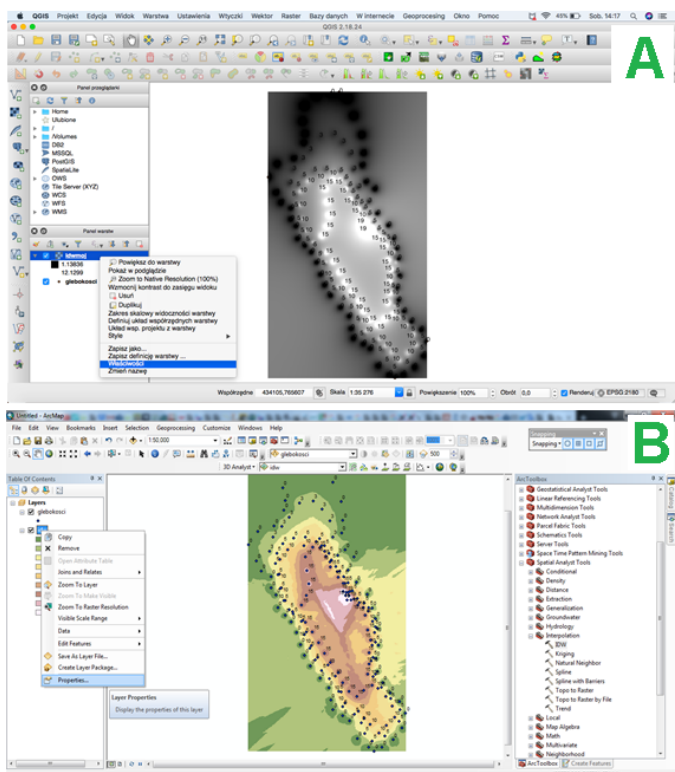 QGIS Projekt Edycja Widok Warstwa Ustawienia Wtyczki Wektor Raster Bazy danych W internecie Geoprocesing Okno Pomoc 45% Sob. 14:17
QGIS 2.18.24
A
Panel przeglądarki
Home
Ulubione
/
/Volumes
DB2
MSSQL
PostGIS
SpatiaLite
OWS
Tile Server (XYZ)
WCS
WFS
WMS
Panel warstw
idwmoj
1.13836
12.1299
glebokosci
Powiększ do warstwy
Pokaż w podglądzie
Zoom to Native Resolution (100%)
Wzmocnij kontrast do zasięgu widoku
Usuń
Duplikuj
Zakres skalowy widoczności warstwy
Definiuj układ współrzędnych warstwy
Układ wsp. projektu z warstwy
Style
Zapisz jako...
Zapisz definicję warstwy ...
Właściwości
Zmień nazwę
Współrzędne 434105,765607 Skala 1:35 276 Powiększenie 100% Obrót 0,0 Renderuj EPSG:2180
Untitled - ArcMap
B
File Edit View Bookmarks Insert Selection Geoprocessing Customize Windows Help
1:50,000
glebokosci 500
3D Analyst idw
Snapping
Snapping
Table Of Contents
Layers
glebokosci
Copy
Remove
Open Attribute Table
Joins and Relates
Zoom To Layer
Zoom To Make Visible
Zoom To Raster Resolution
Visible Scale Range
Data
Edit Features
Save As Layer File...
Create Layer Package...
Properties...
Layer Properties
Display the properties of this layer
ArcToolbox
Geostatistical Analyst Tools
Linear Referencing Tools
Multidimension Tools
Network Analyst Tools
Parcel Fabric Tools
Schematics Tools
Server Tools
Space Time Pattern Mining Tools
Spatial Analyst Tools
Conditional
Density
Distance
Extraction
Generalization
Groundwater
Hydrology
Interpolation
IDW
Kriging
Natural Neighbor
Spline
Spline with Barriers
Topo to Raster
Topo to Raster by File
Trend
Local
Map Algebra
Math
Multivariate
Neighborhood
ArcToolbox Create Features
Catalog
Search